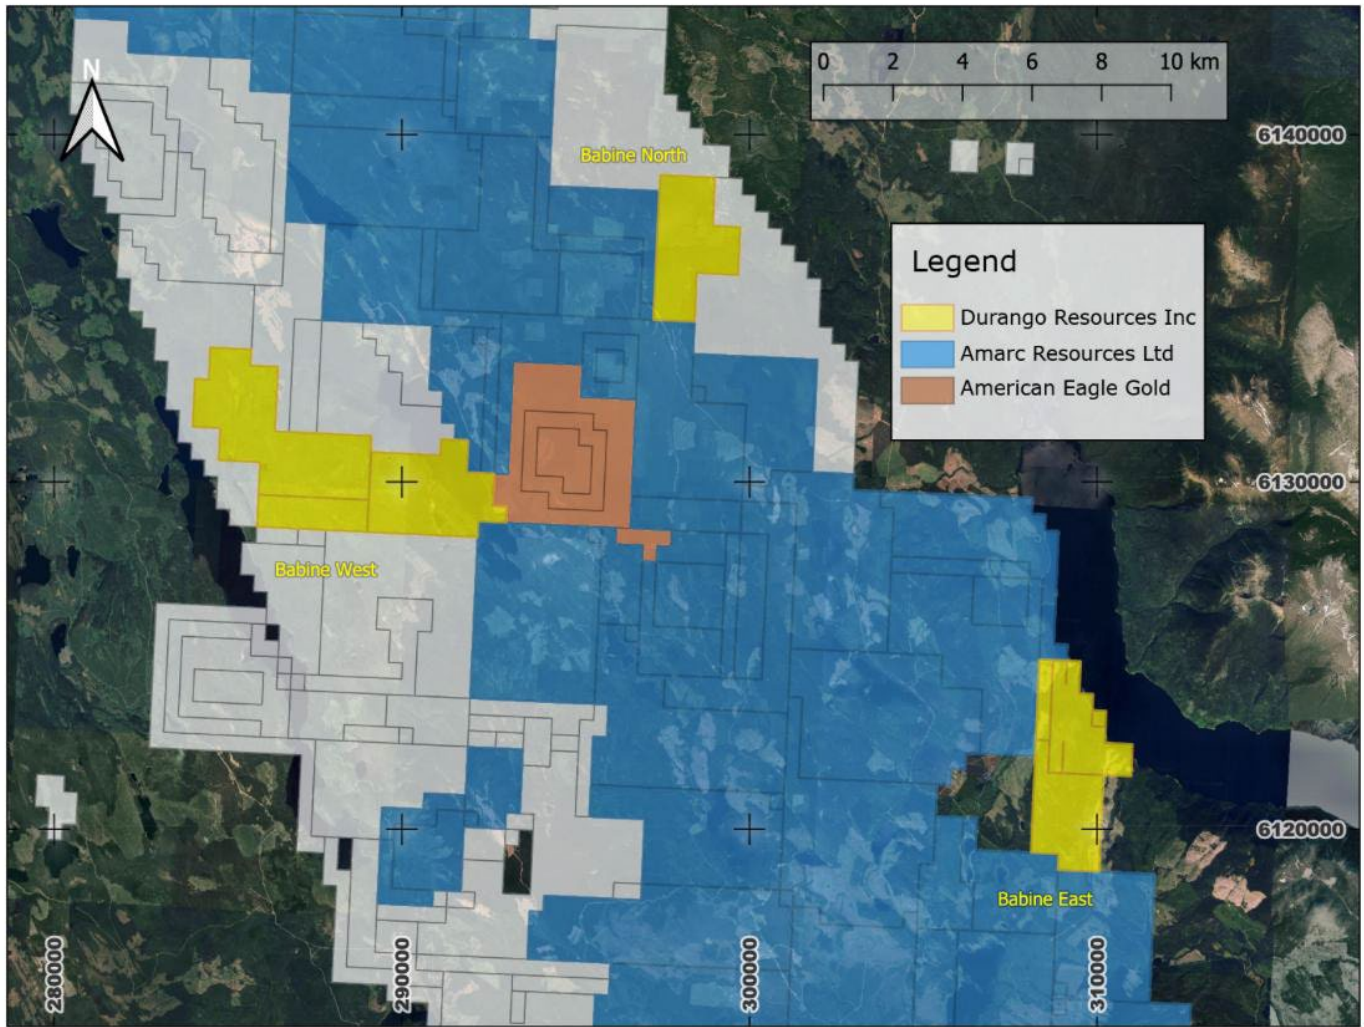 N
0 2 4 6 8 10 km
6140000
Babine North
Legend
Durango Resources Inc
Amarc Resources Ltd
American Eagle Gold
6130000
Babine West
6120000
Babine East
280000
290000
300000
310000